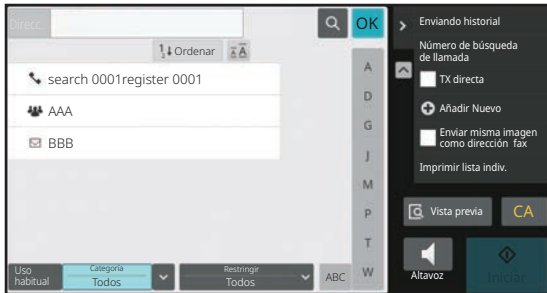 Direcc.
OK
Enviando historial
Número de búsqueda
de llamada
TX directa
Añadir Nuevo
Enviar misma imagen
como dirección fax
Imprimir lista indiv.
Ordenar
search 0001register 0001
AAA
BBB
A
D
G
J
M
P
T
W
Vista previa
CA
Uso
habitual
Categoría
Todos
Restringir
Todos
ABC
Altavoz
Iniciar